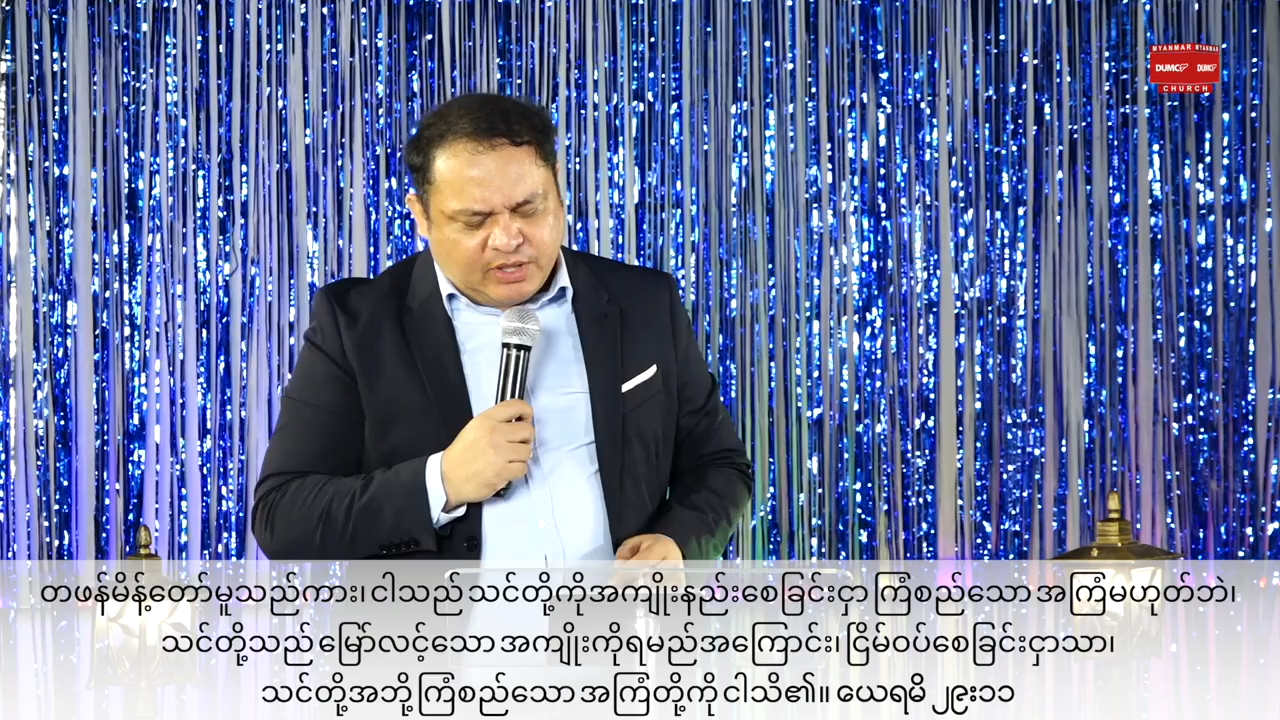 MYANMAR MYANMAR
DUMC DUMC
CHURCH
တဖန်မိန့်တော်မူသည်ကား၊ ငါသည် သင်တို့ကိုအကျိုးနည်းစေခြင်းငှာ ကြံစည်သော အကြံမဟုတ်ဘဲ၊
သင်တို့သည် မြော်လင့်သော အကျိုးကိုရမည်အကြောင်း၊ ငြိမ်ဝပ်စေခြင်းငှာသာ၊
သင်တို့အဘို့ ကြံစည်သော အကြံတို့ကို ငါသိ၏။ ယေရမိ ၂၉း၁၁